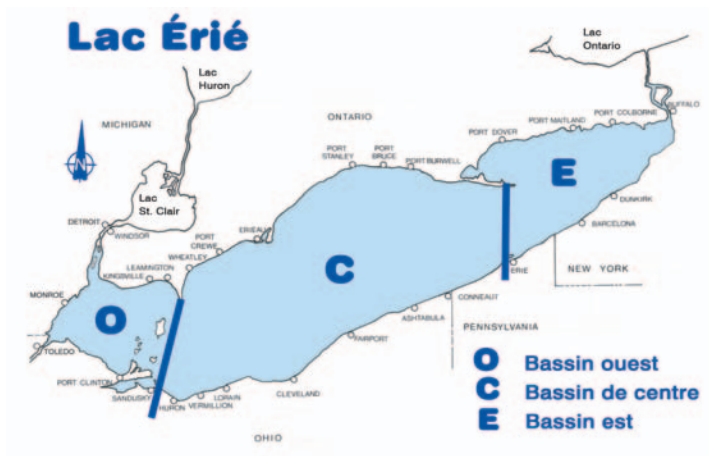 Lac Érié
Lac
Huron
Lac
Ontario
MICHIGAN
ONTARIO
N
Lac
St. Clair
DETROIT
WINDSOR
PORT
STANLEY
PORT
BRUCE
PORT BURWELL
PORT DOVER
PORT MAITLAND
PORT COLBORNE
BUFFALO
E
DUNKIRK
BARCELONA
NEW YORK
ERIE
PORT
CREWE
ERIEAU
WHEATLEY
LEAMINGTON
KINGSVILLE
MONROE
O
C
TOLEDO
PORT CLINTON
SANDUSKY
HURON
VERMILLION
LORAIN
CLEVELAND
FAIRPORT
ASHTABULA
CONNEAUT
PENNSYLVANIA
OHIO
O Bassin ouest
C Bassin de centre
E Bassin est